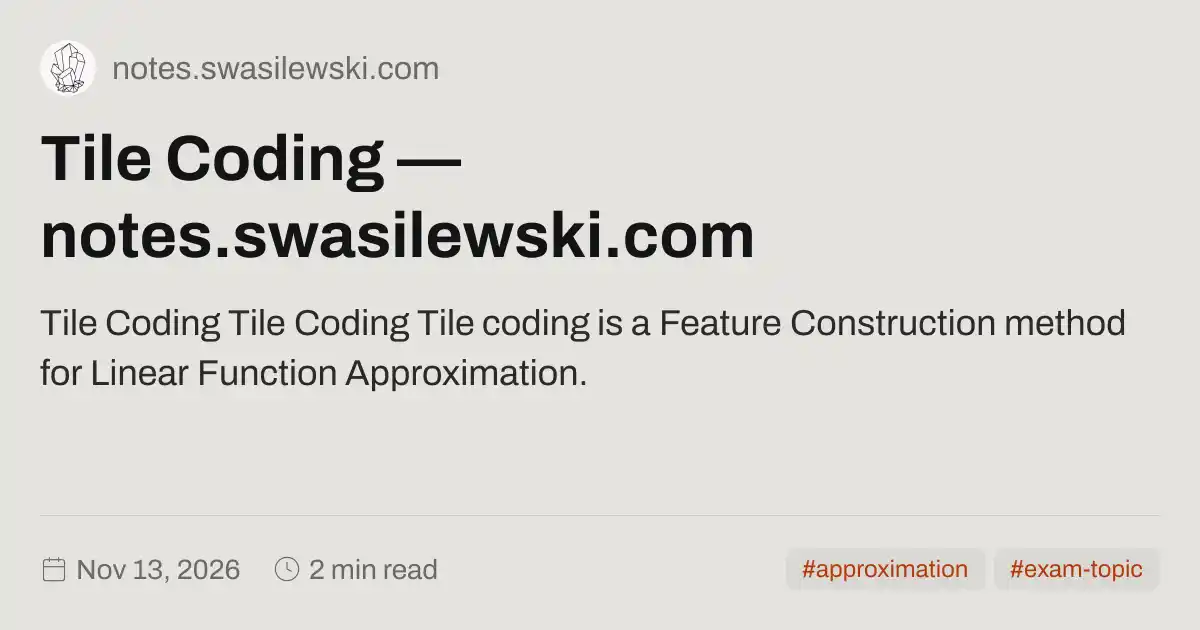 notes.swasilewski.com
Tile Coding —
notes.swasilewski.com
Tile Coding Tile Coding Tile coding is a Feature Construction method
for Linear Function Approximation.
Nov 13, 2026 2 min read #approximation #exam-topic